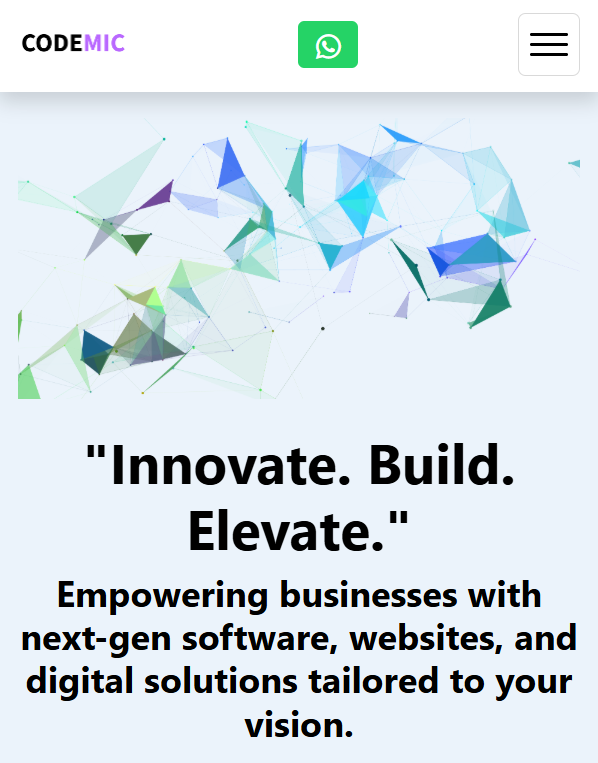 CODEMIC
"Innovate. Build.
Elevate."
Empowering businesses with
next-gen software, websites, and
digital solutions tailored to your
vision.